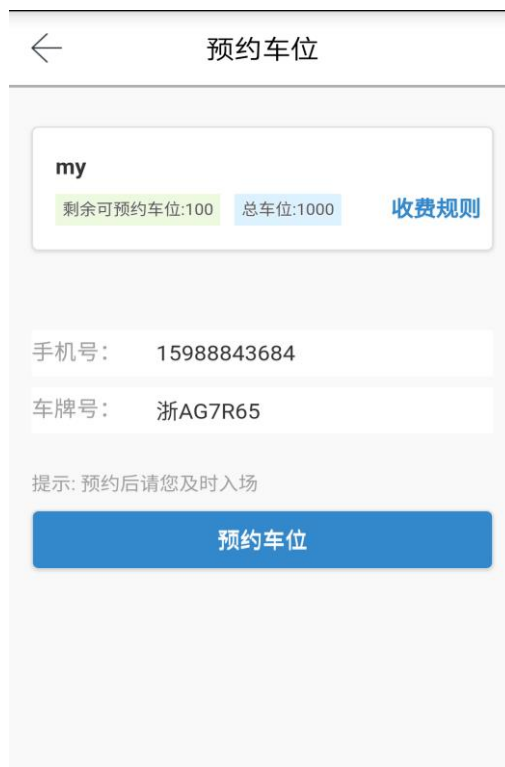 预约车位
my
剩余可预约车位:100 总车位:1000 收费规则
手机号: 15988843684
车牌号: 浙AG7R65
提示: 预约后请您及时入场
预约车位